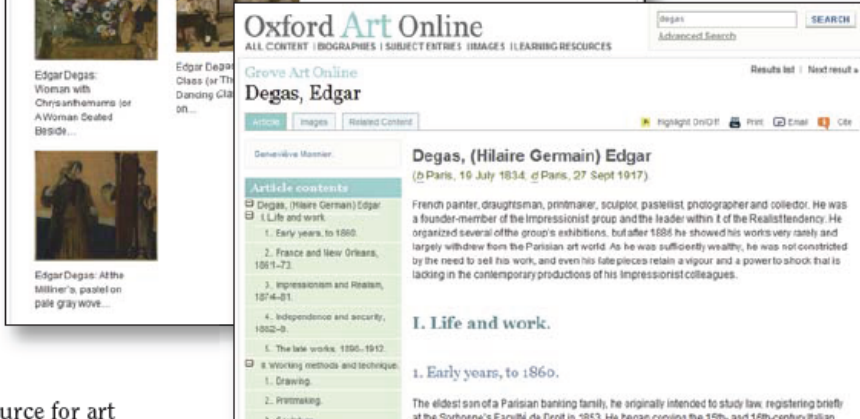 Edgar Degas:
Woman with
Chrysanthemums (or
A Woman Seated
Beside...
Edgar Degas
Class (or Th
Dancing Cla
on...
Edgar Degas: At the
Milliner's, pastel on
pale gray wove...
Oxford Art Online
ALL CONTENT | BIOGRAPHIES | SUBJECT ENTRIES | IMAGES | LEARNING RESOURCES
degas
SEARCH
Advanced Search
Grove Art Online
Results list | Next result »
Degas, Edgar
Article
Images
Related Content
Highlight On/Off
Print
Email
Cite
Geneviève Monnier
Article contents
Degas, (Hilaire Germain) Edgar
I. Life and work.
1. Early years, to 1860.
2. France and New Orleans,
1861–73.
3. Impressionism and Realism,
1874–81.
4. Independence and security,
1882–9.
5. The late works, 1890–1912.
II. Working methods and technique.
1. Drawing.
2. Printmaking.
Degas, (Hilaire Germain) Edgar
(b Paris, 19 July 1834; d Paris, 27 Sept 1917).
French painter, draughtsman, printmaker, sculptor, pastellist, photographer and collector. He was
a founder-member of the Impressionist group and the leader within it of the Realist tendency. He
organized several of the group's exhibitions, but after 1886 he showed his works very rarely and
largely withdrew from the Parisian art world. As he was sufficiently wealthy, he was not constricted
by the need to sell his work, and even his late pieces retain a vigour and a power to shock that is
lacking in the contemporary productions of his Impressionist colleagues.
I. Life and work.
1. Early years, to 1860.
The eldest son of a Parisian banking family, he originally intended to study law, registering briefly
at the Sorbonne's Faculté de Droit in 1853. He began copying the 15th- and 16th-century Italian
urce for art